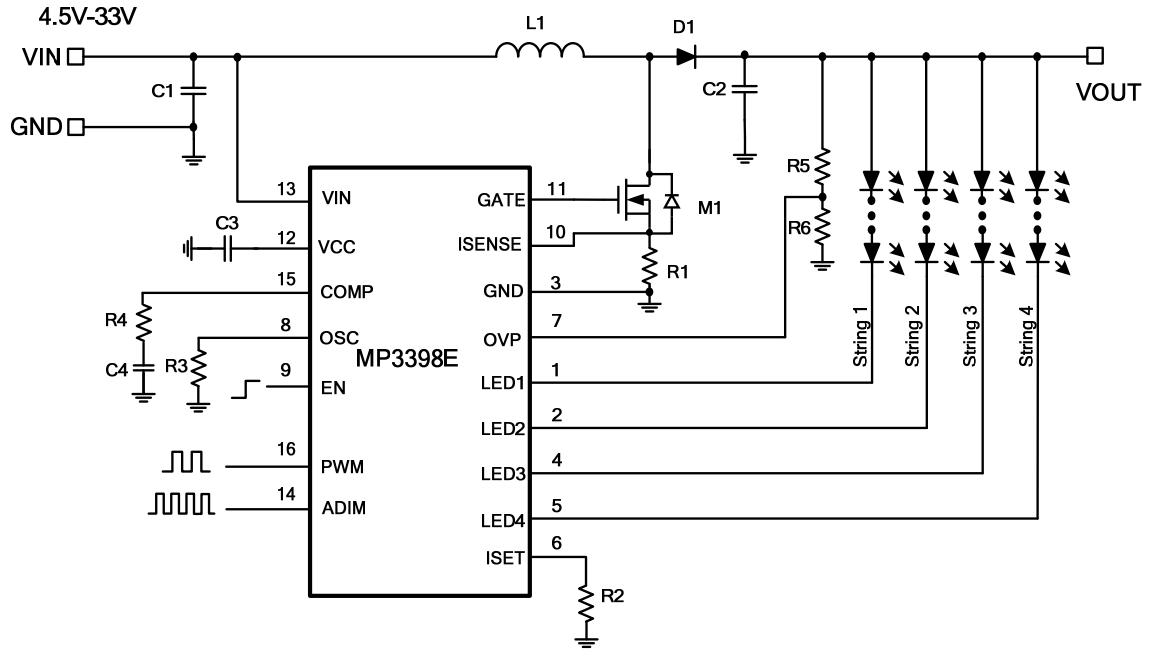 4.5V-33V
VIN
L1
D1
C1
C2
VOUT
GND
R5
R6
13
VIN
GATE
11
M1
C3
12
VCC
ISENSE
10
R1
15
COMP
GND
3
R4
8
OSC
OVP
7
C4
R3
MP3398E
9
EN
LED1
1
String 1
String 2
String 3
String 4
LED2
2
16
PWM
LED3
4
14
ADIM
LED4
5
ISET
6
R2